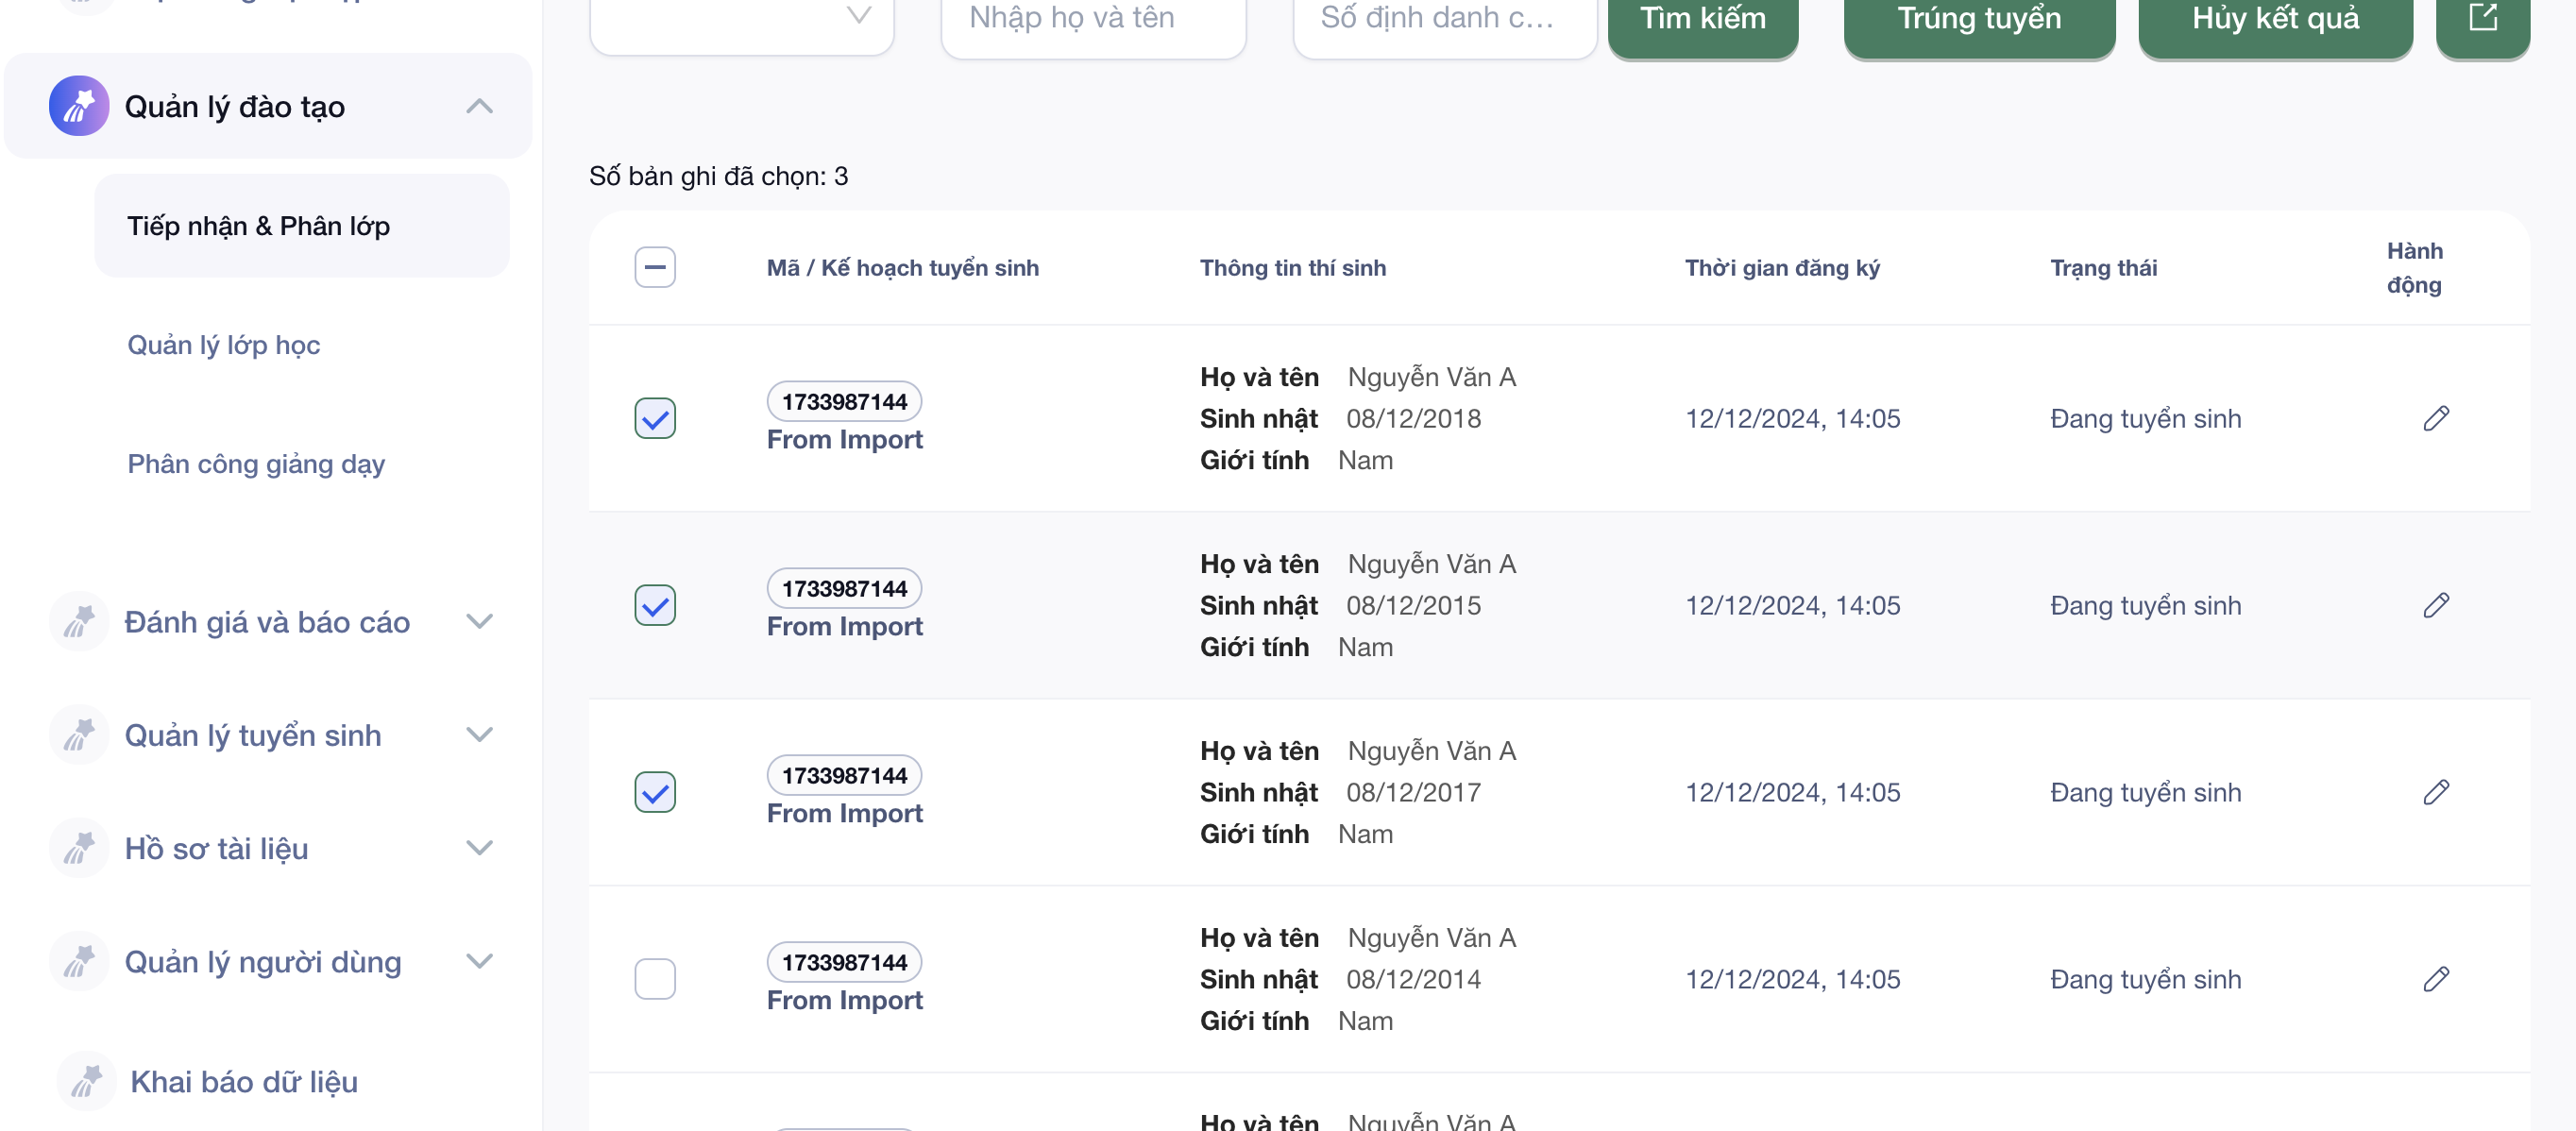 Quản lý đào tạo
Tiếp nhận & Phân lớp
Quản lý lớp học
Phân công giảng dạy
Đánh giá và báo cáo
Quản lý tuyển sinh
Hồ sơ tài liệu
Quản lý người dùng
Khai báo dữ liệu
Nhập họ và tên
Số định danh c...
Tìm kiếm
Trúng tuyển
Hủy kết quả
Số bản ghi đã chọn: 3
Mã / Kế hoạch tuyển sinh
Thông tin thí sinh
Thời gian đăng ký
Trạng thái
Hành
động
1733987144
From Import
Họ và tên Nguyễn Văn A
Sinh nhật 08/12/2018
Giới tính Nam
12/12/2024, 14:05
Đang tuyển sinh
1733987144
From Import
Họ và tên Nguyễn Văn A
Sinh nhật 08/12/2015
Giới tính Nam
12/12/2024, 14:05
Đang tuyển sinh
1733987144
From Import
Họ và tên Nguyễn Văn A
Sinh nhật 08/12/2017
Giới tính Nam
12/12/2024, 14:05
Đang tuyển sinh
1733987144
From Import
Họ và tên Nguyễn Văn A
Sinh nhật 08/12/2014
Giới tính Nam
12/12/2024, 14:05
Đang tuyển sinh
Họ và tên Nguyễn Văn A